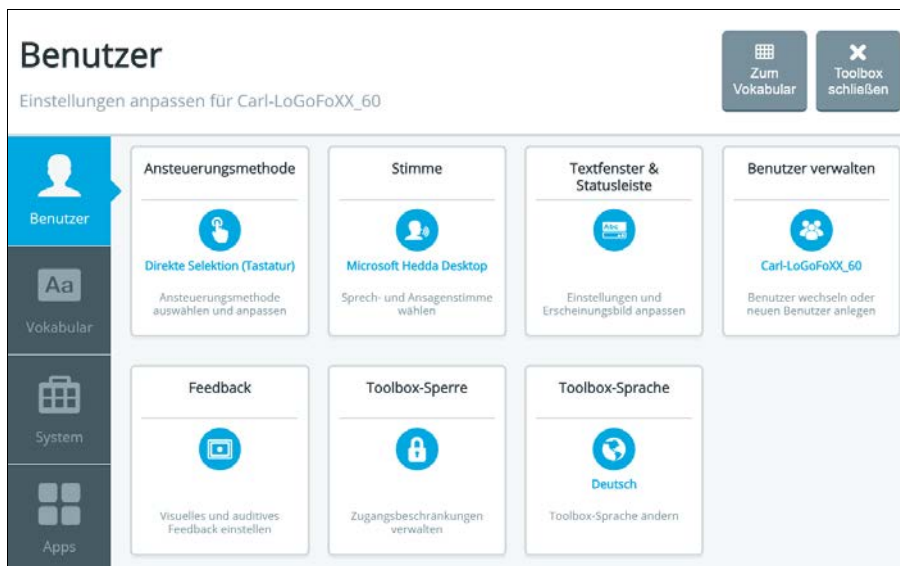 Benutzer
Einstellungen anpassen für Carl-LoGoFoXX_60
Zum
Vokabular
Toolbox
schließen
Benutzer
Aa
Vokabular
System
Apps
Ansteuerungsmethode
Direkte Selektion (Tastatur)
Ansteuerungsmethode
auswählen und anpassen
Stimme
Microsoft Hedda Desktop
Sprech- und Ansagenstimme
wählen
Textfenster &
Statusleiste
Abc
Einstellungen und
Erscheinungsbild anpassen
Benutzer verwalten
Carl-LoGoFoXX_60
Benutzer wechseln oder
neuen Benutzer anlegen
Feedback
Visuelles und auditives
Feedback einstellen
Toolbox-Sperre
Zugangsbeschränkungen
verwalten
Toolbox-Sprache
Deutsch
Toolbox-Sprache ändern